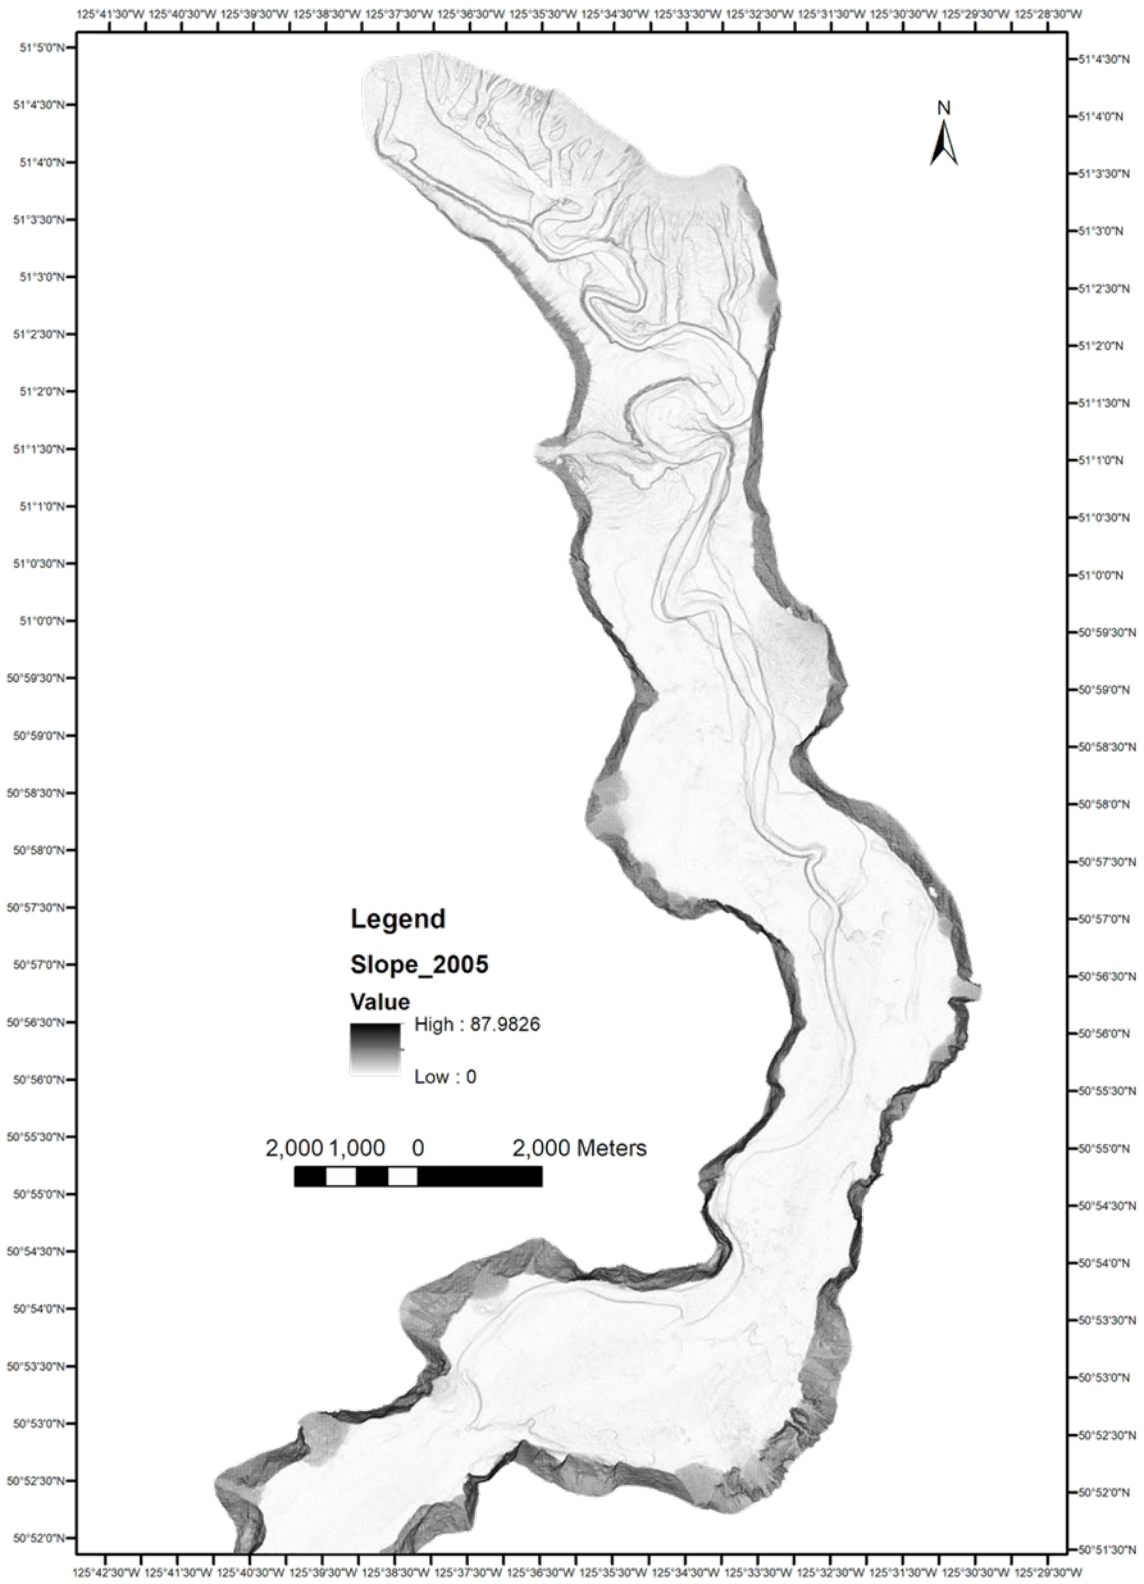 125°41'30"W 125°40'30"W 125°39'30"W 125°38'30"W 125°37'30"W 125°36'30"W 125°35'30"W 125°34'30"W 125°33'30"W 125°32'30"W 125°31'30"W 125°30'30"W 125°29'30"W 125°28'30"W
51°5'0"N
51°4'30"N
51°4'30"N
N
51°4'0"N
51°4'0"N
51°3'30"N
51°3'30"N
51°3'0"N
51°3'0"N
51°2'30"N
51°2'30"N
51°2'0"N
51°2'0"N
51°1'30"N
51°1'30"N
51°1'0"N
51°1'0"N
51°0'30"N
51°0'30"N
51°0'0"N
51°0'0"N
50°59'30"N
50°59'30"N
50°59'0"N
50°59'0"N
50°58'30"N
50°58'30"N
50°58'0"N
50°58'0"N
50°57'30"N
50°57'30"N
Legend
50°57'0"N
50°57'0"N
Slope_2005
50°56'30"N
Value
50°56'30"N
High : 87.9826
50°56'0"N
Low : 0
50°56'0"N
50°55'30"N
50°55'30"N
2,000 1,000 0 2,000 Meters
50°55'0"N
50°55'0"N
50°54'30"N
50°54'30"N
50°54'0"N
50°54'0"N
50°53'30"N
50°53'30"N
50°53'0"N
50°53'0"N
50°52'30"N
50°52'30"N
50°52'0"N
50°52'0"N
50°51'30"N
125°42'30"W 125°41'30"W 125°40'30"W 125°39'30"W 125°38'30"W 125°37'30"W 125°36'30"W 125°35'30"W 125°34'30"W 125°33'30"W 125°32'30"W 125°31'30"W 125°30'30"W 125°29'30"W